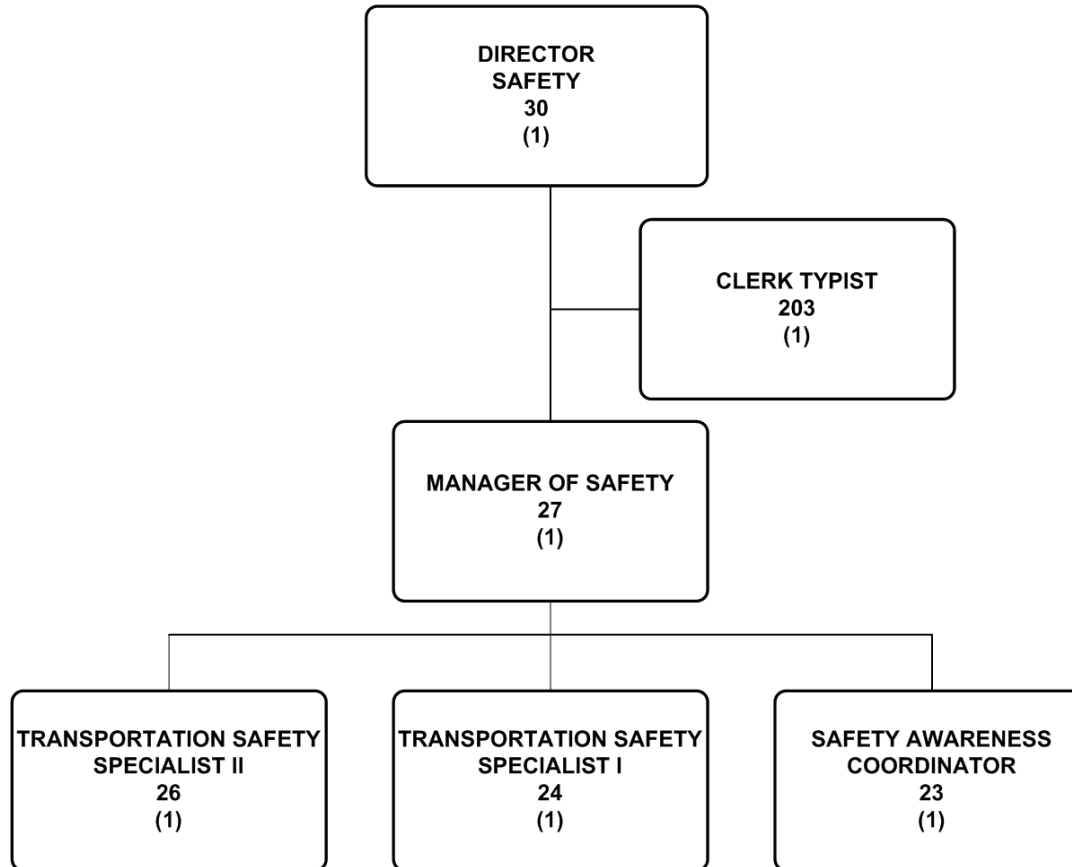 DIRECTOR
SAFETY
30
(1)
CLERK TYPIST
203
(1)
MANAGER OF SAFETY
27
(1)
TRANSPORTATION SAFETY
SPECIALIST II
26
(1)
TRANSPORTATION SAFETY
SPECIALIST I
24
(1)
SAFETY AWARENESS
COORDINATOR
23
(1)